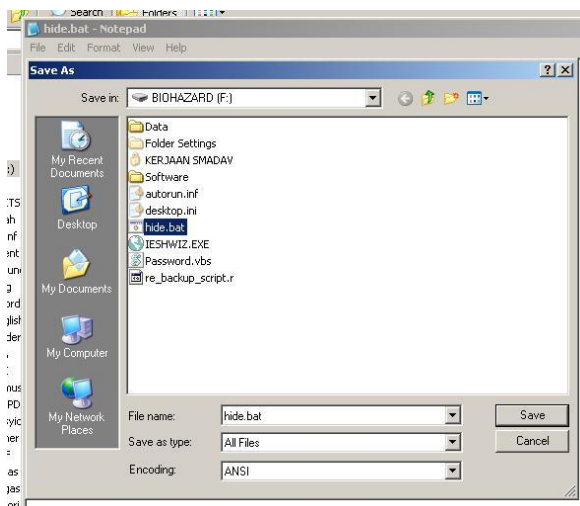 Search Folders
hide.bat - Notepad
File Edit Format View Help
Save As
Save in: BIOHAZARD (F:)
My Recent Documents
Desktop
My Documents
My Computer
My Network Places
Data
Folder Settings
KERJAAN SMADAV
Software
autorun.inf
desktop.ini
hide.bat
IESHWIZ.EXE
Password.vbs
re_backup_script.r
File name: hide.bat Save
Save as type: All Files Cancel
Encoding: ANSI